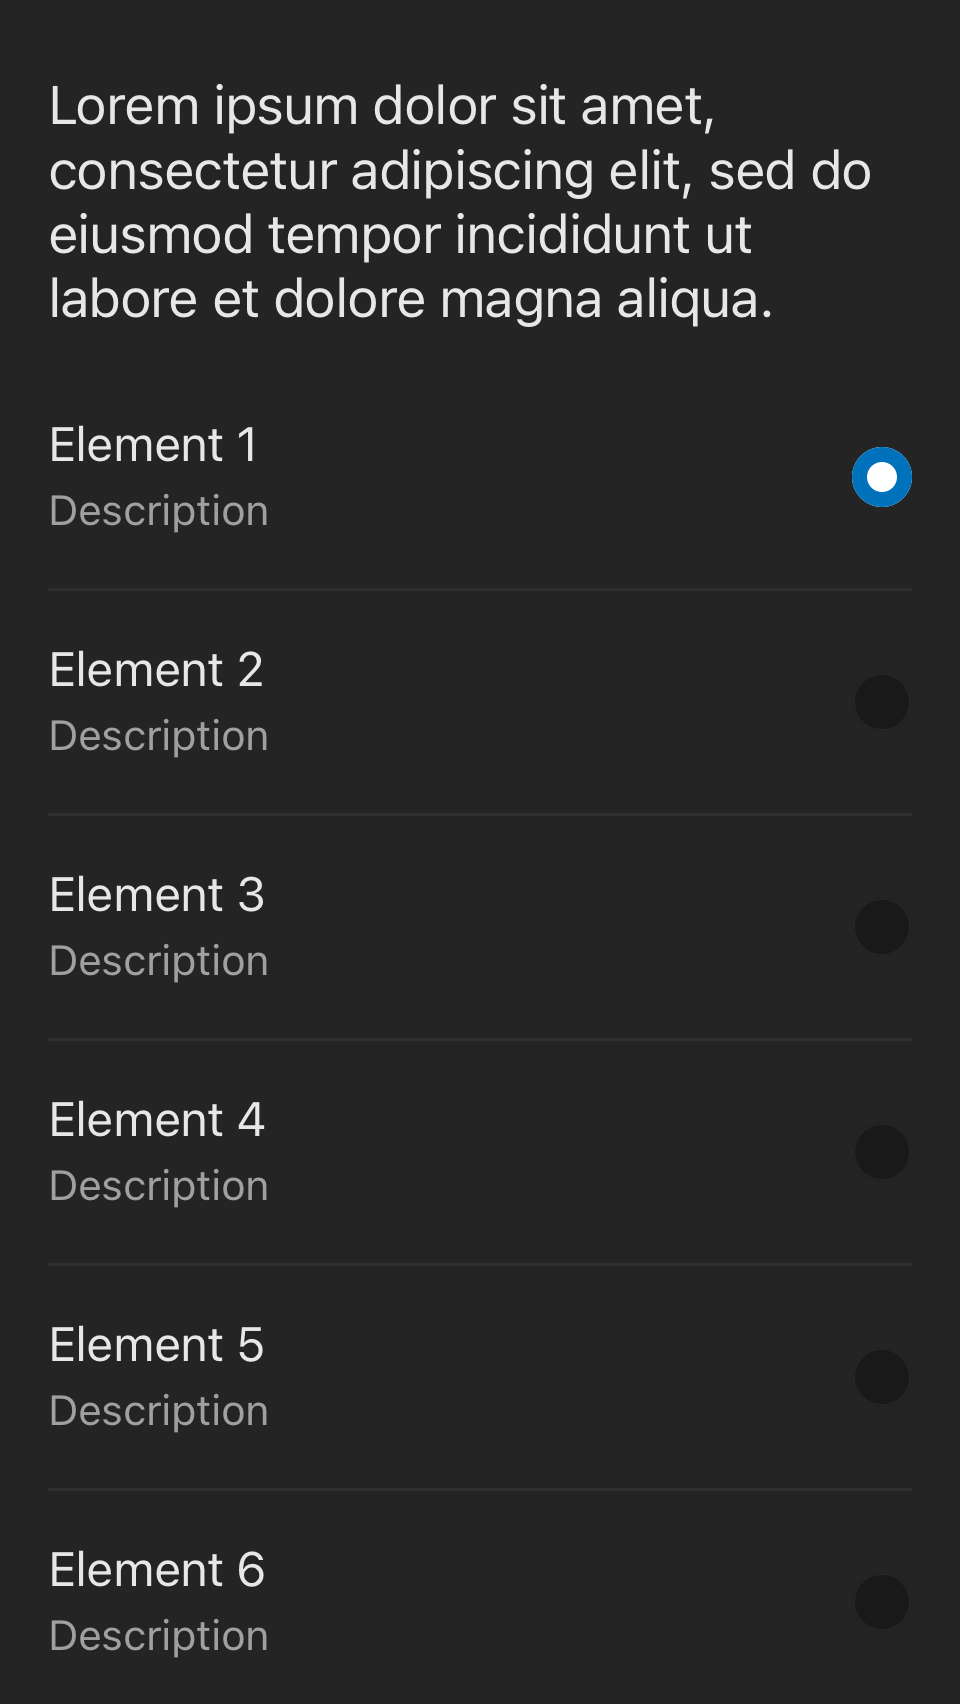 Lorem ipsum dolor sit amet,
consectetur adipiscing elit, sed do
eiusmod tempor incididunt ut
labore et dolore magna aliqua.
Element 1
Description
Element 2
Description
Element 3
Description
Element 4
Description
Element 5
Description
Element 6
Description